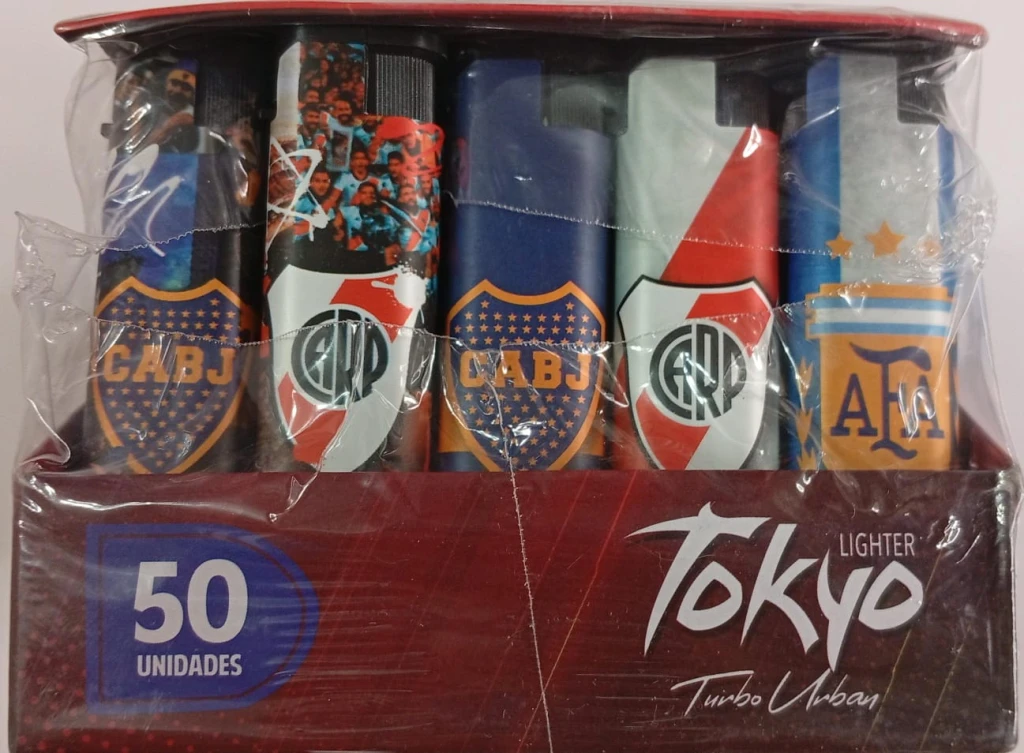 CABJ
CARP
CABJ
CARP
AFA
50
UNIDADES
Tokyo
LIGHTER
Turbo Urban